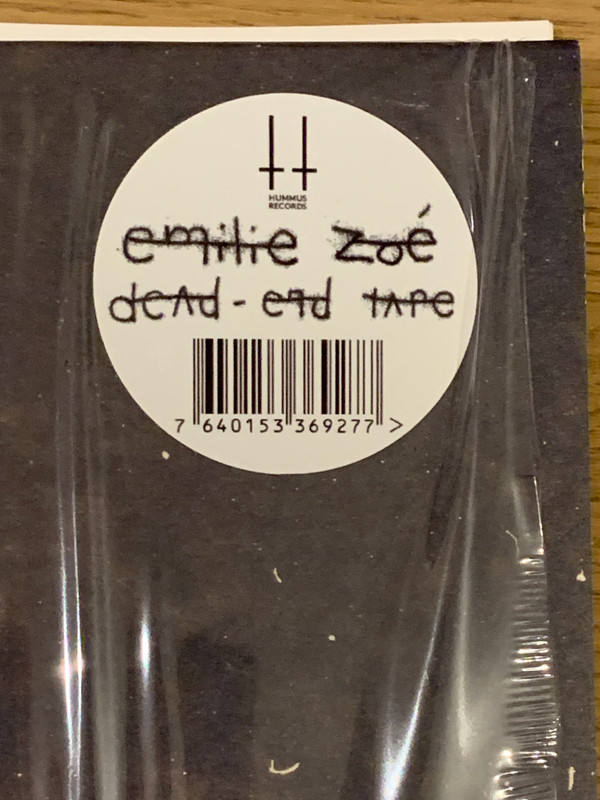 HUMMUS
RECORDS
emilie zoé
dead-end tape
7 640153 369277 >